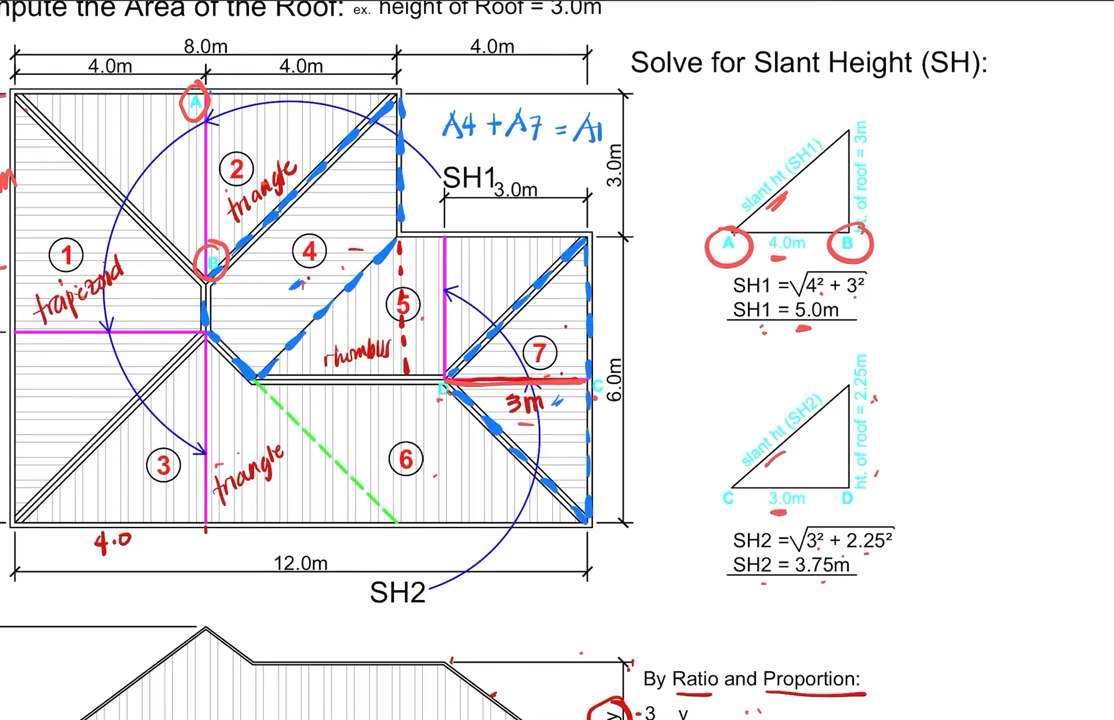 mpute the Area of the Roof: ex. height of Roof = 3.0m
8.0m
4.0m
4.0m
4.0m
Solve for Slant Height (SH):
A
A4 + A7 = A1
2
triangle
SH1
3.0m
3.0m
slant ht (SH1)
ht. of roof = 3m
A
4.0m
B
SH1 =√4² + 3²
SH1 = 5.0m
m
1
trapezoid
B
4
5
rhombus
7
D
C
3m
6.0m
slant ht (SH2)
ht. of roof = 2.25m
C
3.0m
D
SH2 =√3² + 2.25²
SH2 = 3.75m
3
triangle
6
4.0
12.0m
SH2
By Ratio and Proportion:
y
3 y